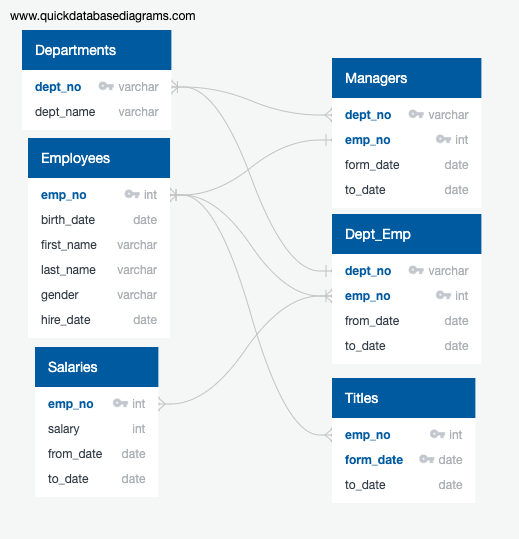 www.quickdatabasediagrams.com
Departments
dept_no varchar
dept_name varchar
Employees
emp_no int
birth_date date
first_name varchar
last_name varchar
gender varchar
hire_date date
Salaries
emp_no int
salary int
from_date date
to_date date
Managers
dept_no varchar
emp_no int
form_date date
to_date date
Dept_Emp
dept_no varchar
emp_no int
from_date date
to_date date
Titles
emp_no int
form_date date
to_date date